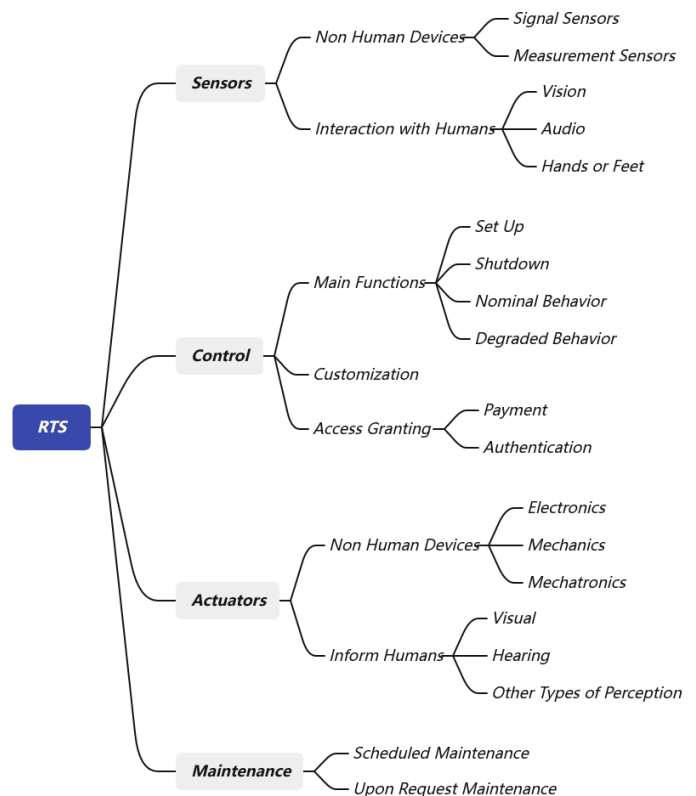 Signal Sensors
Non Human Devices
Measurement Sensors
Sensors
Vision
Interaction with Humans
Audio
Hands or Feet
Set Up
Shutdown
Main Functions
Nominal Behavior
Degraded Behavior
Control
Customization
Payment
Access Granting
Authentication
RTS
Electronics
Non Human Devices
Mechanics
Mechatronics
Actuators
Visual
Inform Humans
Hearing
Other Types of Perception
Scheduled Maintenance
Maintenance
Upon Request Maintenance